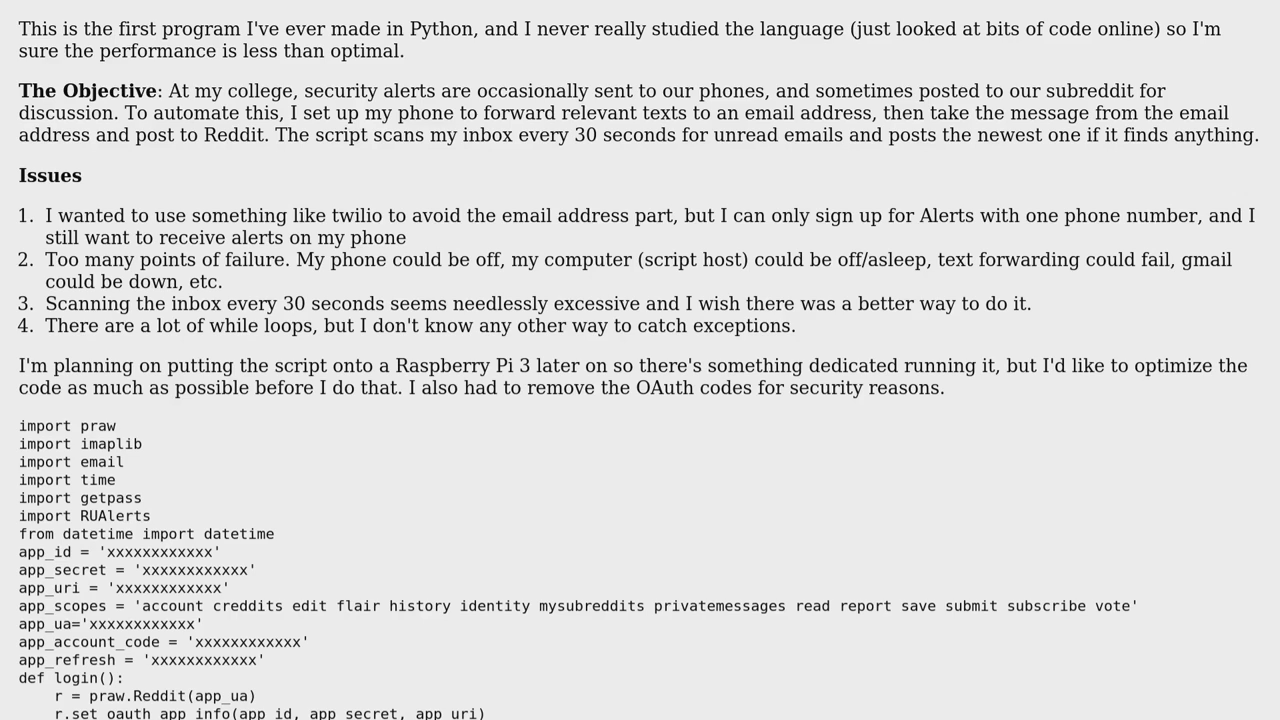 This is the first program I've ever made in Python, and I never really studied the language (just looked at bits of code online) so I'm
sure the performance is less than optimal.
The Objective: At my college, security alerts are occasionally sent to our phones, and sometimes posted to our subreddit for
discussion. To automate this, I set up my phone to forward relevant texts to an email address, then take the message from the email
address and post to Reddit. The script scans my inbox every 30 seconds for unread emails and posts the newest one if it finds anything.
Issues
1. I wanted to use something like twilio to avoid the email address part, but I can only sign up for Alerts with one phone number, and I
still want to receive alerts on my phone
2. Too many points of failure. My phone could be off, my computer (script host) could be off/asleep, text forwarding could fail, gmail
could be down, etc.
3. Scanning the inbox every 30 seconds seems needlessly excessive and I wish there was a better way to do it.
4. There are a lot of while loops, but I don't know any other way to catch exceptions.
I'm planning on putting the script onto a Raspberry Pi 3 later on so there's something dedicated running it, but I'd like to optimize the
code as much as possible before I do that. I also had to remove the OAuth codes for security reasons.
import praw
import imaplib
import email
import time
import getpass
import RUAlerts
from datetime import datetime
app_id = 'xxxxxxxxxxxx'
app_secret = 'xxxxxxxxxxxx'
app_uri = 'xxxxxxxxxxxx'
app_scopes = 'account creddits edit flair history identity mysubreddits privatemessages read report save submit subscribe vote'
app_ua='xxxxxxxxxxxx'
app_account_code = 'xxxxxxxxxxxx'
app_refresh = 'xxxxxxxxxxxx'
def login():
    r = praw.Reddit(app_ua)
    r.set_oauth_app_info(app_id, app_secret, app_uri)